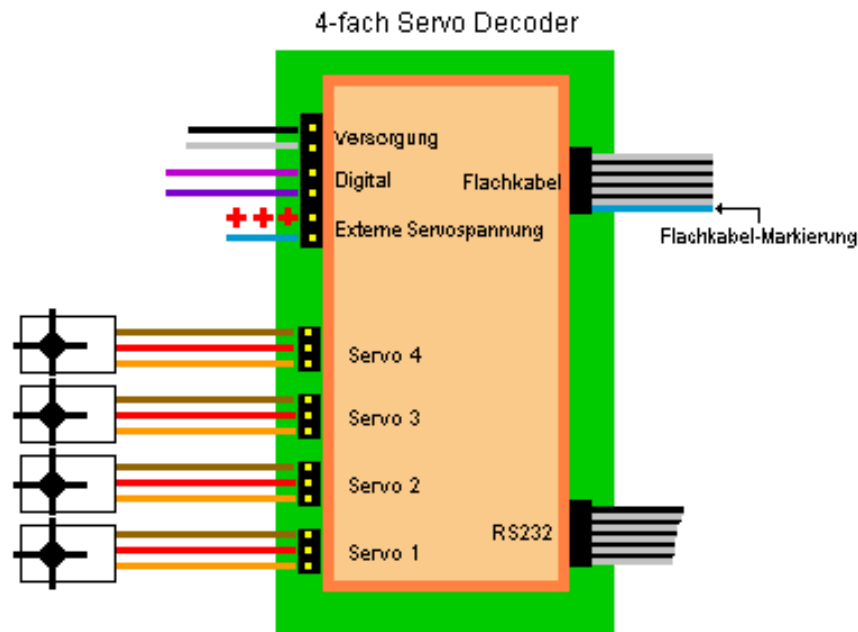 4-fach Servo Decoder
Versorgung
Digital
Flachkabel
Externe Servospannung
Flachkabel-Markierung
Servo 4
Servo 3
Servo 2
RS232
Servo 1